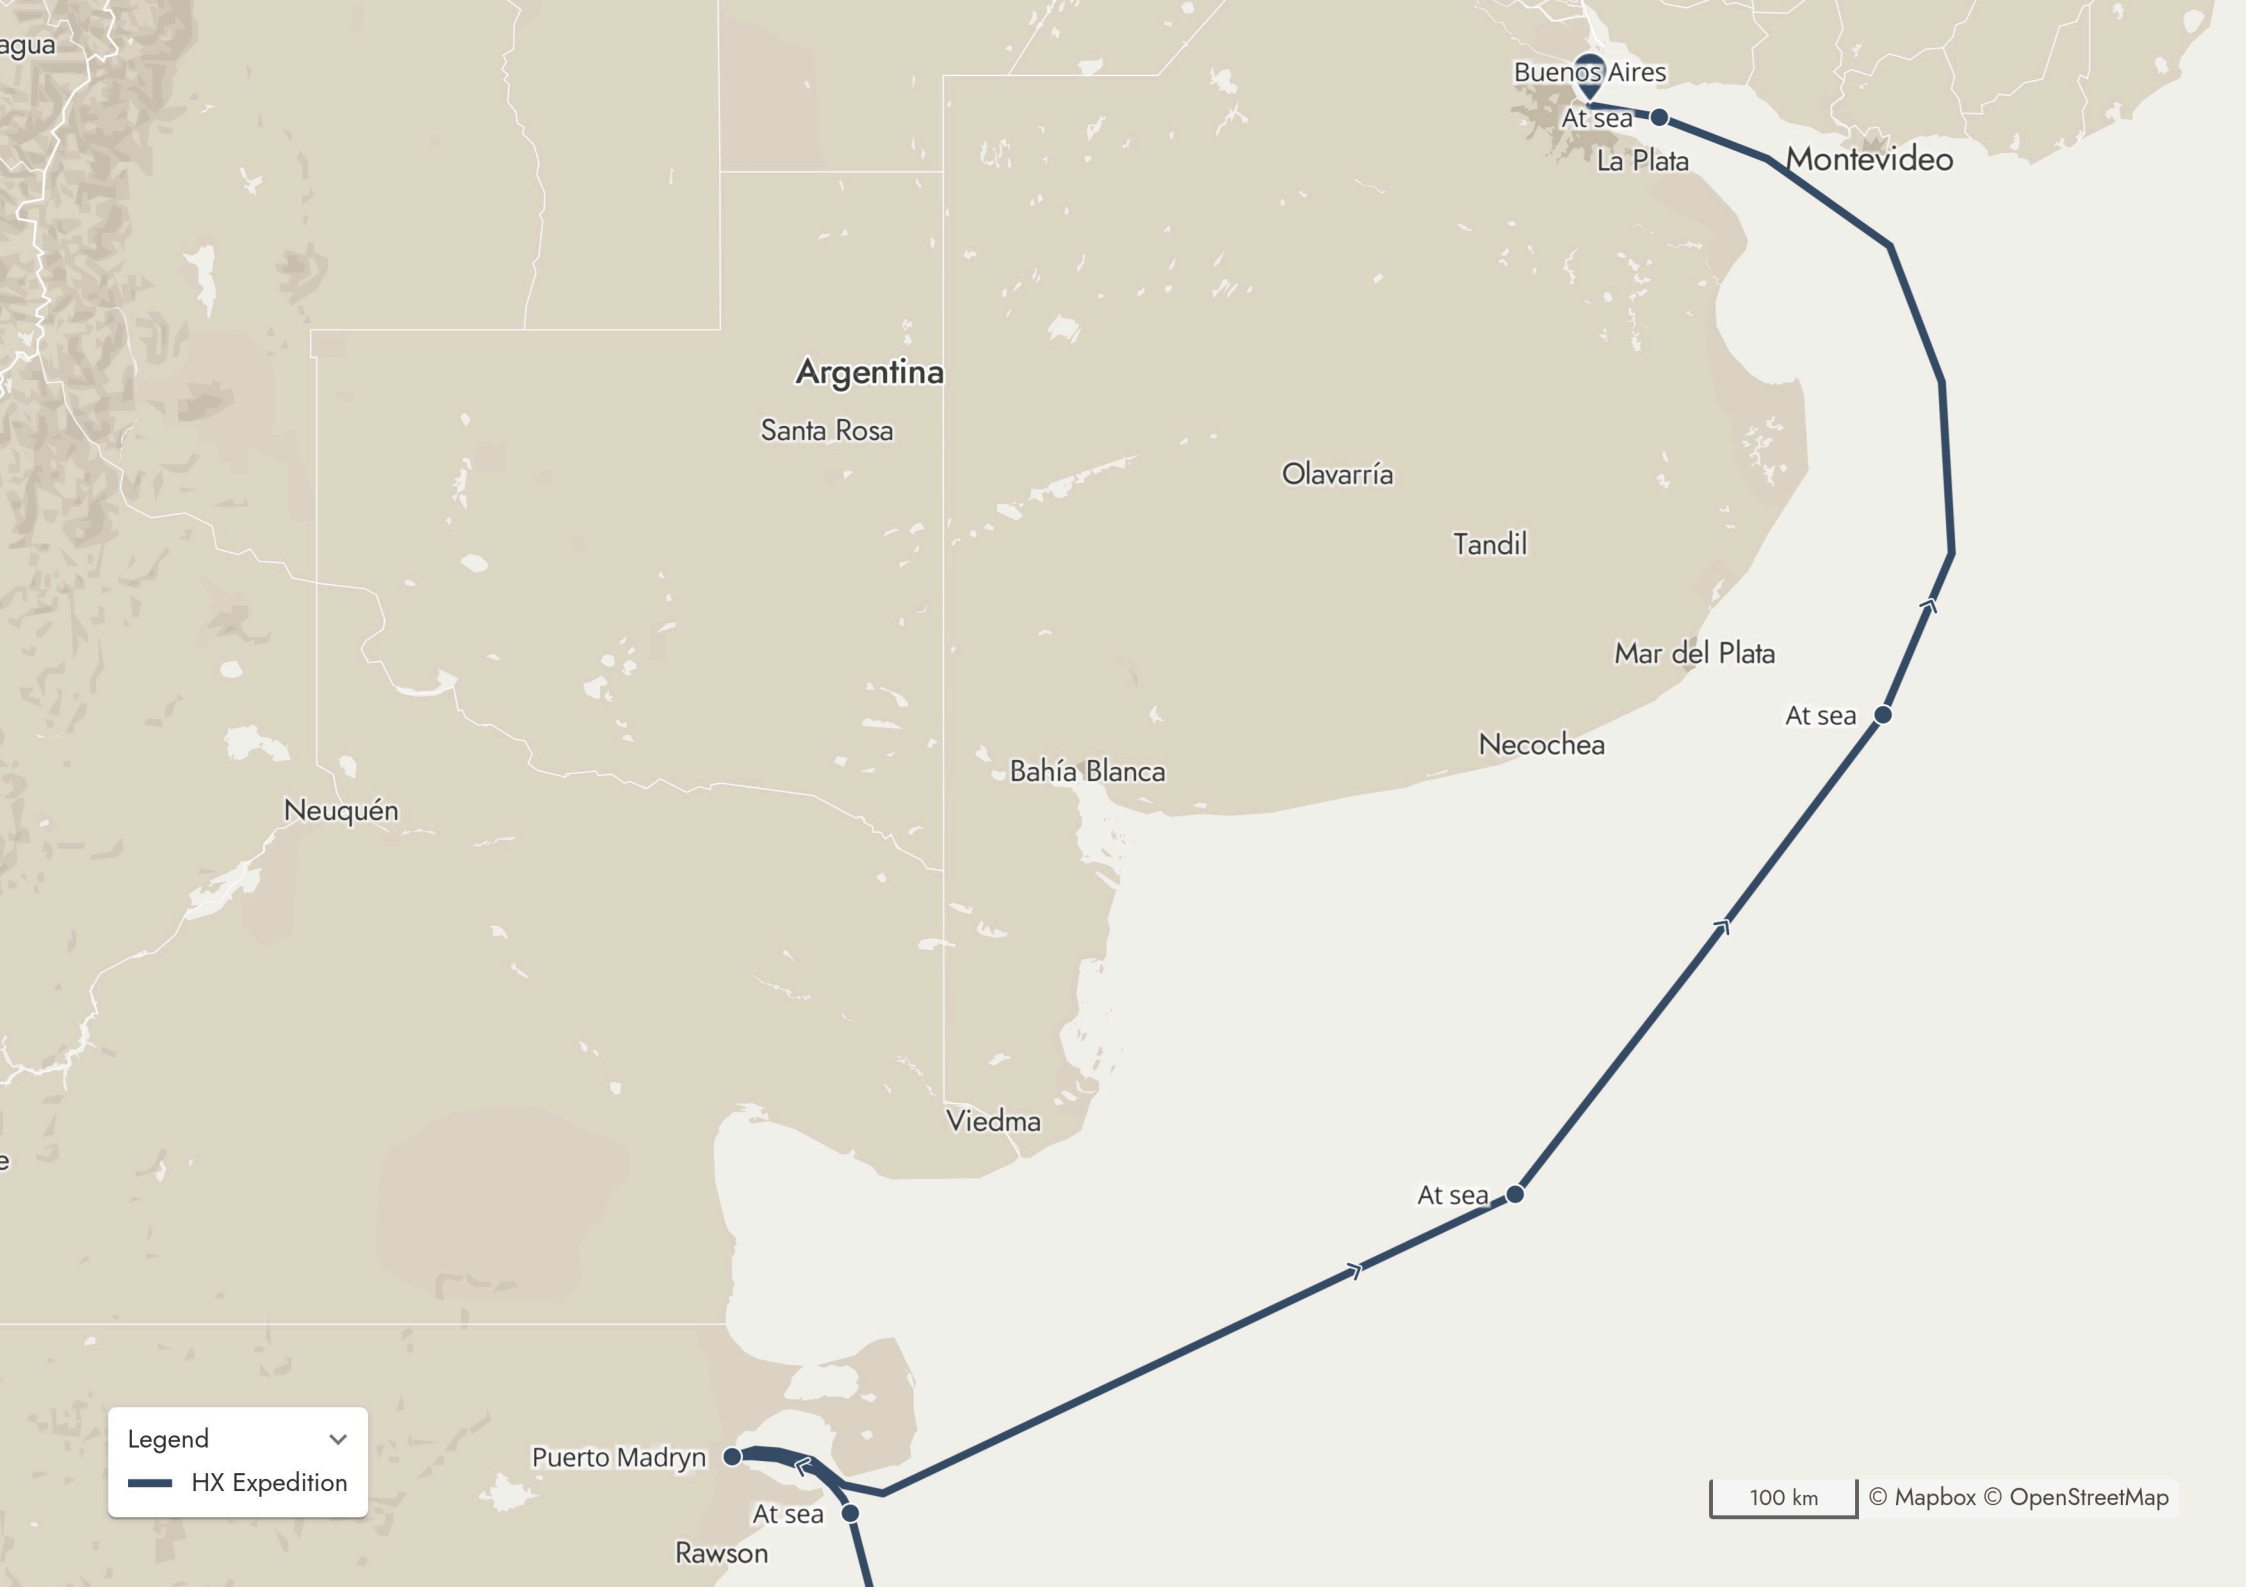 agua
Buenos Aires
At sea
La Plata
Montevideo
Argentina
Santa Rosa
Olavarría
Tandil
Mar del Plata
At sea
Necochea
Bahía Blanca
Neuquén
Viedma
e
At sea
Legend
HX Expedition
Puerto Madryn
At sea
Rawson
100 km
© Mapbox © OpenStreetMap